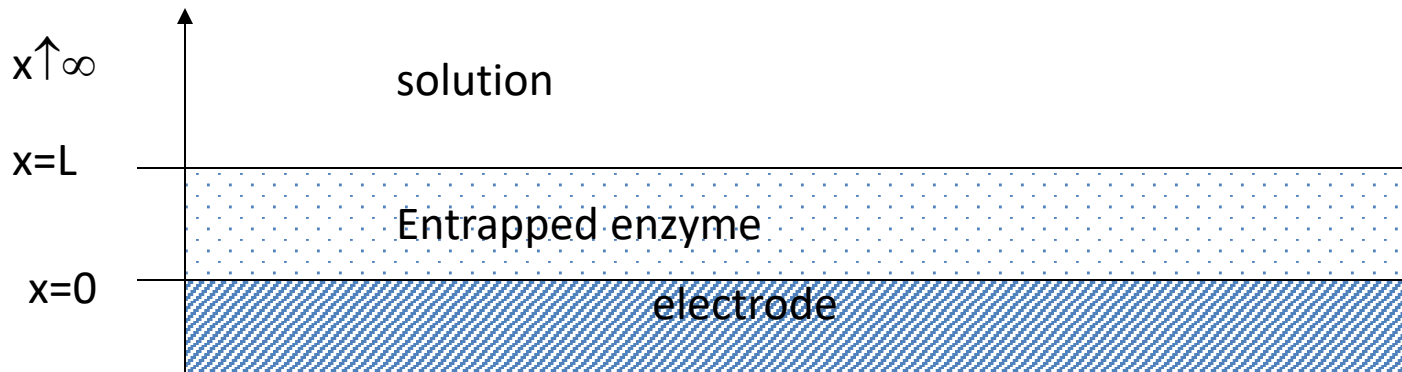 x↑∞
solution
x=L
Entrapped enzyme
x=0
electrode